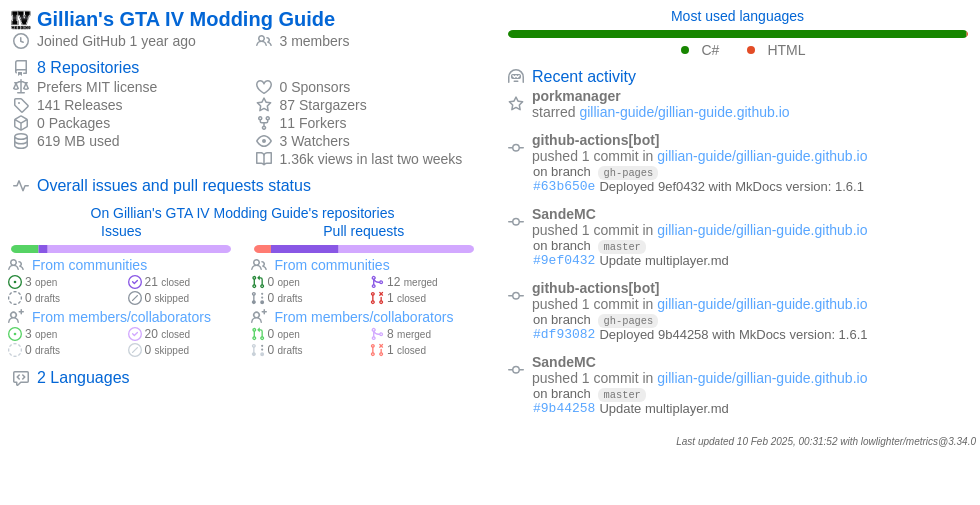 Gillian's GTA IV Modding Guide
Joined GitHub 1 year ago
3 members
8 Repositories
Prefers MIT license
141 Releases
0 Packages
619 MB used
0 Sponsors
87 Stargazers
11 Forkers
3 Watchers
1.36k views in last two weeks
Overall issues and pull requests status
On Gillian's GTA IV Modding Guide's repositories
Issues
From communities
3 open
21 closed
0 drafts
0 skipped
From members/collaborators
3 open
20 closed
0 drafts
0 skipped
Pull requests
From communities
0 open
12 merged
0 drafts
1 closed
From members/collaborators
0 open
8 merged
0 drafts
1 closed
2 Languages
Most used languages
C#
HTML
Recent activity
porkmanager
starred gillian-guide/gillian-guide.github.io
github-actions[bot]
pushed 1 commit in gillian-guide/gillian-guide.github.io
on branch gh-pages
#63b650e Deployed 9ef0432 with MkDocs version: 1.6.1
SandeMC
pushed 1 commit in gillian-guide/gillian-guide.github.io
on branch master
#9ef0432 Update multiplayer.md
github-actions[bot]
pushed 1 commit in gillian-guide/gillian-guide.github.io
on branch gh-pages
#df93082 Deployed 9b44258 with MkDocs version: 1.6.1
SandeMC
pushed 1 commit in gillian-guide/gillian-guide.github.io
on branch master
#9b44258 Update multiplayer.md
Last updated 10 Feb 2025, 00:31:52 with lowlighter/metrics@3.34.0